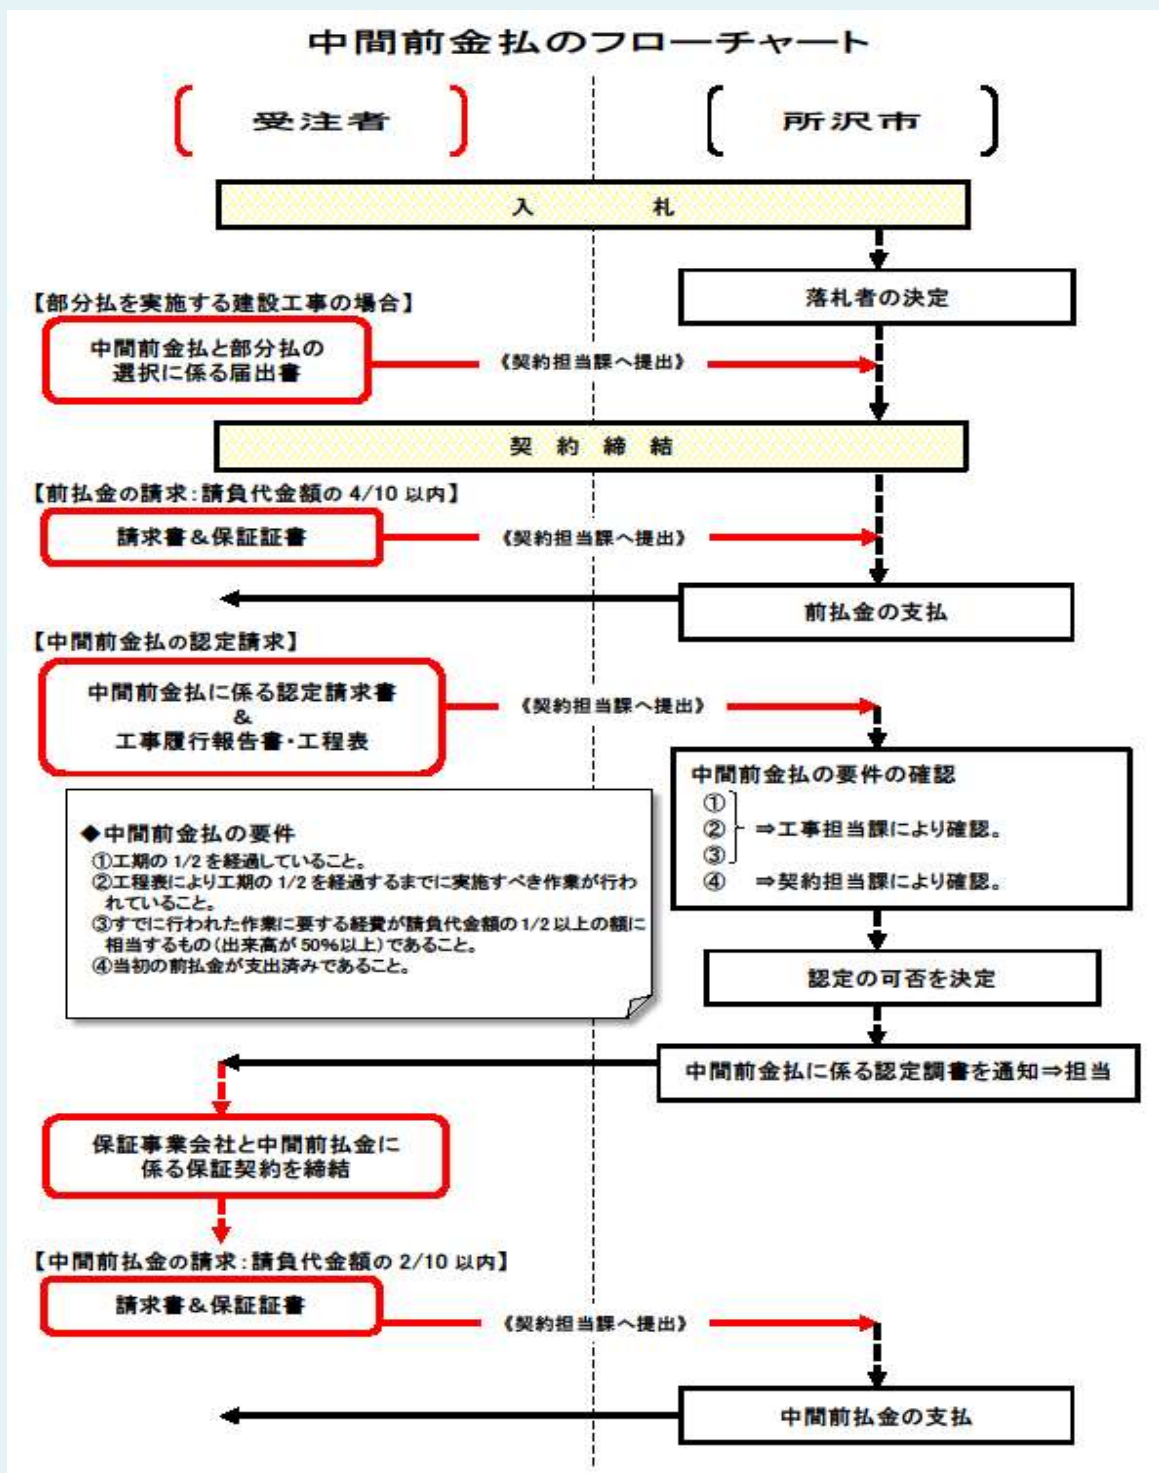 中間前金払のフローチャート
受注者
所沢市
入 札
落札者の決定
【部分払を実施する建設工事の場合】
中間前金払と部分払の
選択に係る届出書
《契約担当課へ提出》
契 約 締 結
【前払金の請求：請負代金額の 4/10 以内】
請求書＆保証証書
《契約担当課へ提出》
前払金の支払
【中間前金払の認定請求】
中間前金払に係る認定請求書
＆
工事履行報告書・工程表
《契約担当課へ提出》
中間前金払の要件の確認
①
② ⇒工事担当課により確認。
③
④ ⇒契約担当課により確認。
◆中間前金払の要件
①工期の 1/2 を経過していること。
②工程表により工期の 1/2 を経過するまでに実施すべき作業が行わ
れていること。
③すでに行われた作業に要する経費が請負代金額の 1/2 以上の額に
相当するもの（出来高が 50％以上）であること。
④当初の前払金が支出済みであること。
認定の可否を決定
中間前金払に係る認定調書を通知⇒担当
保証事業会社と中間前払金に
係る保証契約を締結
【中間前払金の請求：請負代金額の 2/10 以内】
請求書＆保証証書
《契約担当課へ提出》
中間前払金の支払